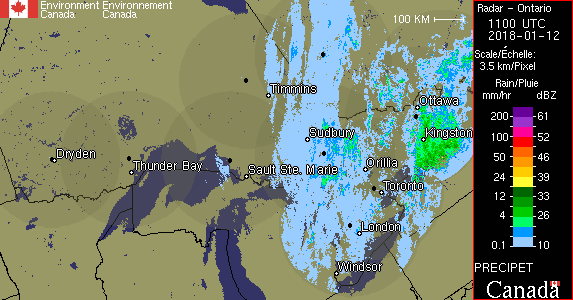 Environment Environnement
Canada Canada
100 KM
Timmins
Ottawa
Sudbury
Kingston
Dryden
Thunder Bay
Sault Ste. Marie
Orillia
Toronto
London
Windsor
Radar - Ontario
1100 UTC
2018-01-12
Scale/Échelle:
3.5 km/Pixel
Rain/Pluie
mm/hr dBZ
200 61
100 52
50 46
24 39
12 33
4 26
2 20
0.1 10
PRECIPET
Canada